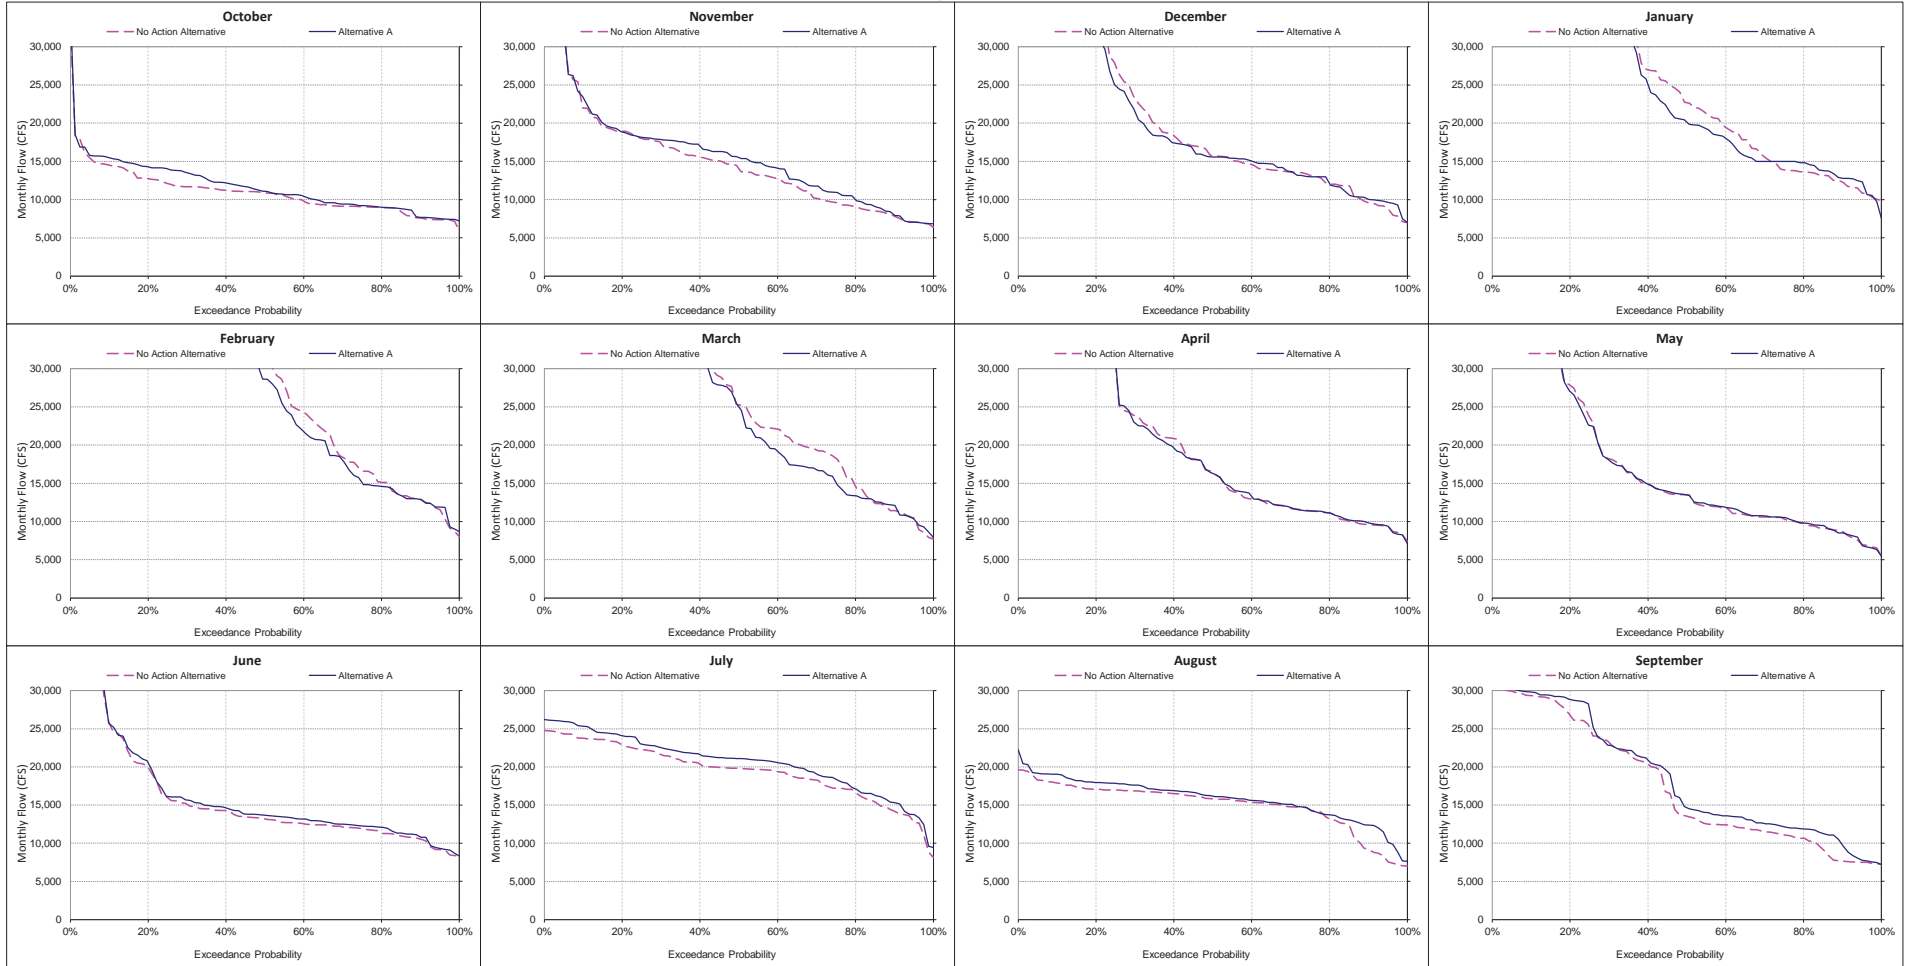 October
No Action Alternative Alternative A
30,000
25,000
20,000
15,000
10,000
5,000
0
Monthly Flow (CFS)
0% 20% 40% 60% 80% 100%
Exceedance Probability
November
No Action Alternative Alternative A
30,000
25,000
20,000
15,000
10,000
5,000
0
Monthly Flow (CFS)
0% 20% 40% 60% 80% 100%
Exceedance Probability
December
No Action Alternative Alternative A
30,000
25,000
20,000
15,000
10,000
5,000
0
Monthly Flow (CFS)
0% 20% 40% 60% 80% 100%
Exceedance Probability
January
No Action Alternative Alternative A
30,000
25,000
20,000
15,000
10,000
5,000
0
Monthly Flow (CFS)
0% 20% 40% 60% 80% 100%
Exceedance Probability
February
No Action Alternative Alternative A
30,000
25,000
20,000
15,000
10,000
5,000
0
Monthly Flow (CFS)
0% 20% 40% 60% 80% 100%
Exceedance Probability
March
No Action Alternative Alternative A
30,000
25,000
20,000
15,000
10,000
5,000
0
Monthly Flow (CFS)
0% 20% 40% 60% 80% 100%
Exceedance Probability
April
No Action Alternative Alternative A
30,000
25,000
20,000
15,000
10,000
5,000
0
Monthly Flow (CFS)
0% 20% 40% 60% 80% 100%
Exceedance Probability
May
No Action Alternative Alternative A
30,000
25,000
20,000
15,000
10,000
5,000
0
Monthly Flow (CFS)
0% 20% 40% 60% 80% 100%
Exceedance Probability
June
No Action Alternative Alternative A
30,000
25,000
20,000
15,000
10,000
5,000
0
Monthly Flow (CFS)
0% 20% 40% 60% 80% 100%
Exceedance Probability
July
No Action Alternative Alternative A
30,000
25,000
20,000
15,000
10,000
5,000
0
Monthly Flow (CFS)
0% 20% 40% 60% 80% 100%
Exceedance Probability
August
No Action Alternative Alternative A
30,000
25,000
20,000
15,000
10,000
5,000
0
Monthly Flow (CFS)
0% 20% 40% 60% 80% 100%
Exceedance Probability
September
No Action Alternative Alternative A
30,000
25,000
20,000
15,000
10,000
5,000
0
Monthly Flow (CFS)
0% 20% 40% 60% 80% 100%
Exceedance Probability